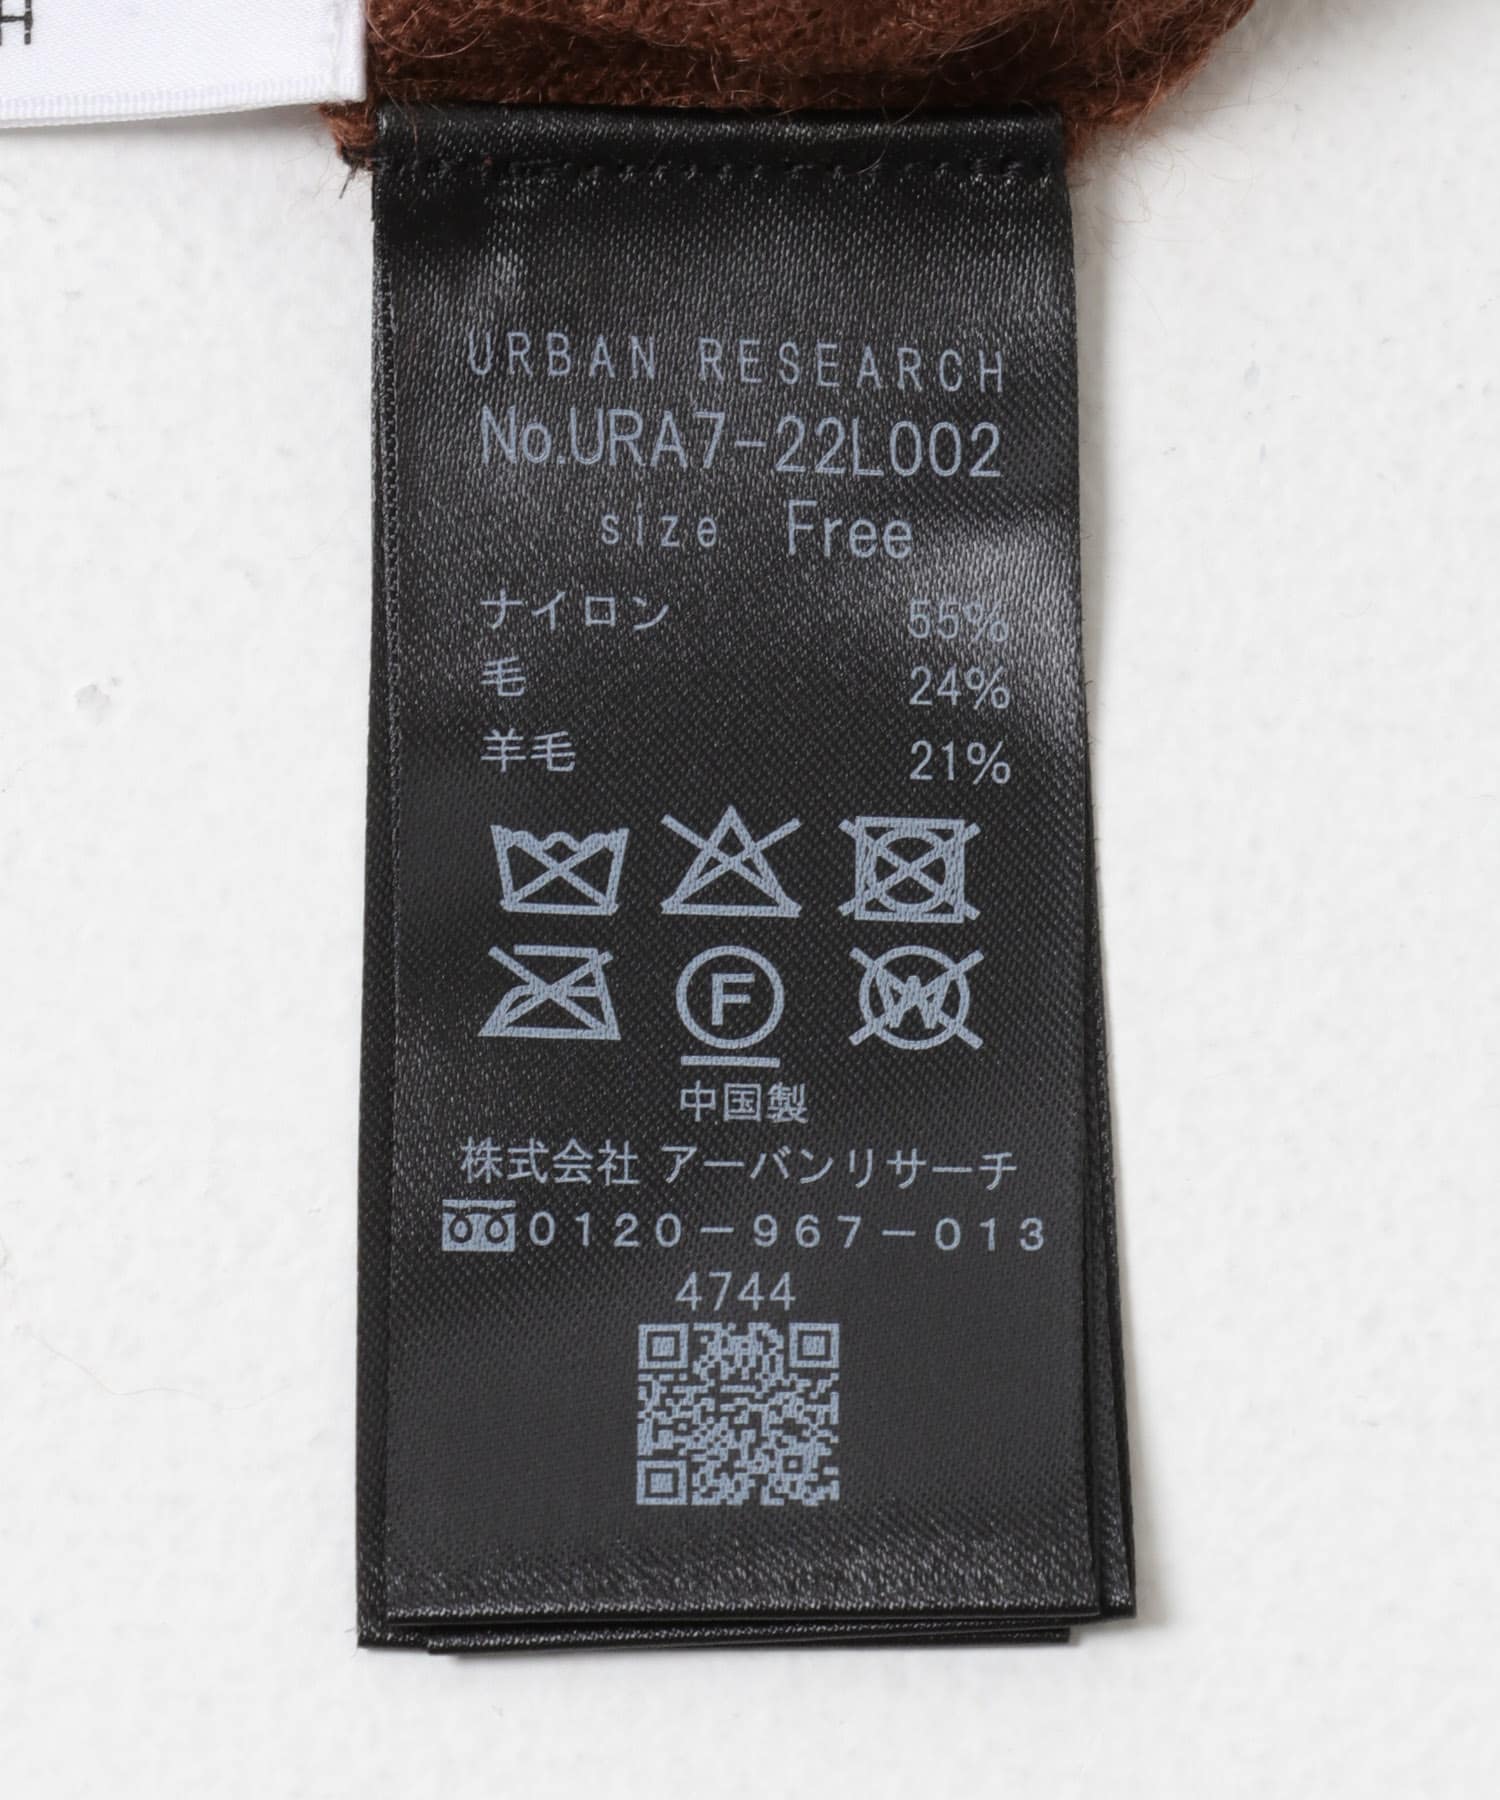 H
URBAN RESEARCH
No.URA7-22L002
size Free
ナイロン 55%
毛 24%
羊毛 21%
F W
中国製
株式会社 アーバンリサーチ
0120-967-013
4744